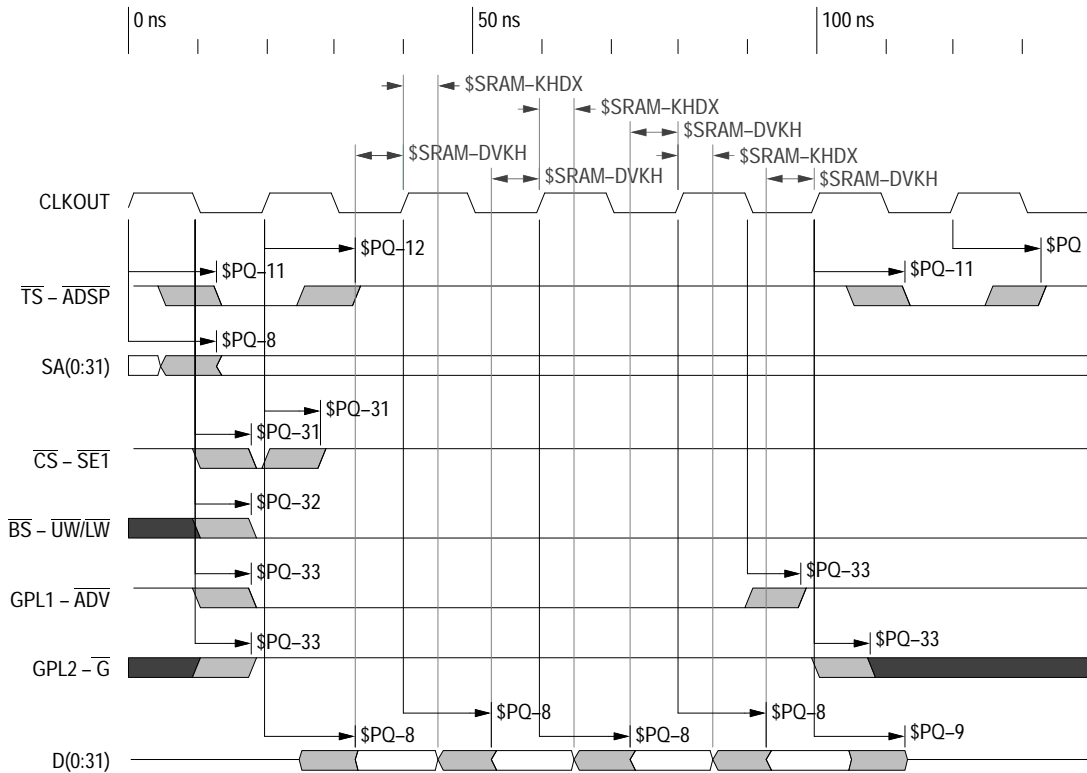 0 ns 50 ns 100 ns
$SRAM–KHDX
$SRAM–KHDX
$SRAM–DVKH
$SRAM–DVKH $SRAM–KHDX
$SRAM–DVKH $SRAM–DVKH
CLKOUT
$PQ–12 $PQ
$PQ–11 $PQ–11
TS – ADSP
$PQ–8
SA(0:31)
$PQ–31
$PQ–31
CS – SE1
$PQ–32
BS – UW/LW
$PQ–33 $PQ–33
GPL1 – ADV
$PQ–33 $PQ–33
GPL2 – G
$PQ–8 $PQ–8
$PQ–8 $PQ–8 $PQ–9
D(0:31)